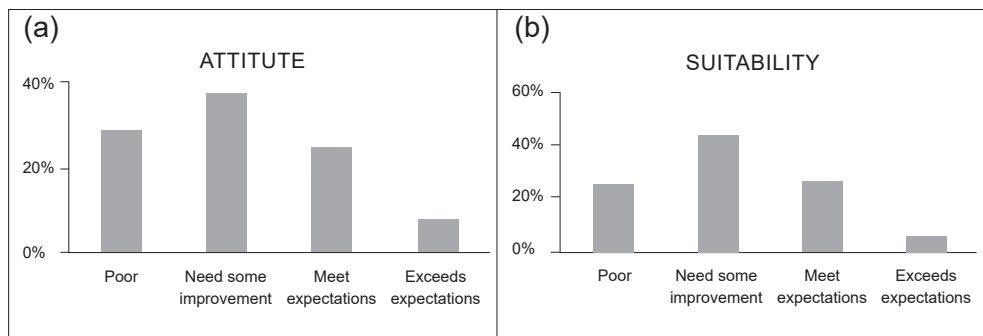 (a)
ATTITUTE
40%
20%
0%
Poor
Need some
improvement
Meet
expectations
Exceeds
expectations
(b)
SUITABILITY
60%
40%
20%
0%
Poor
Need some
improvement
Meet
expectations
Exceeds
expectations